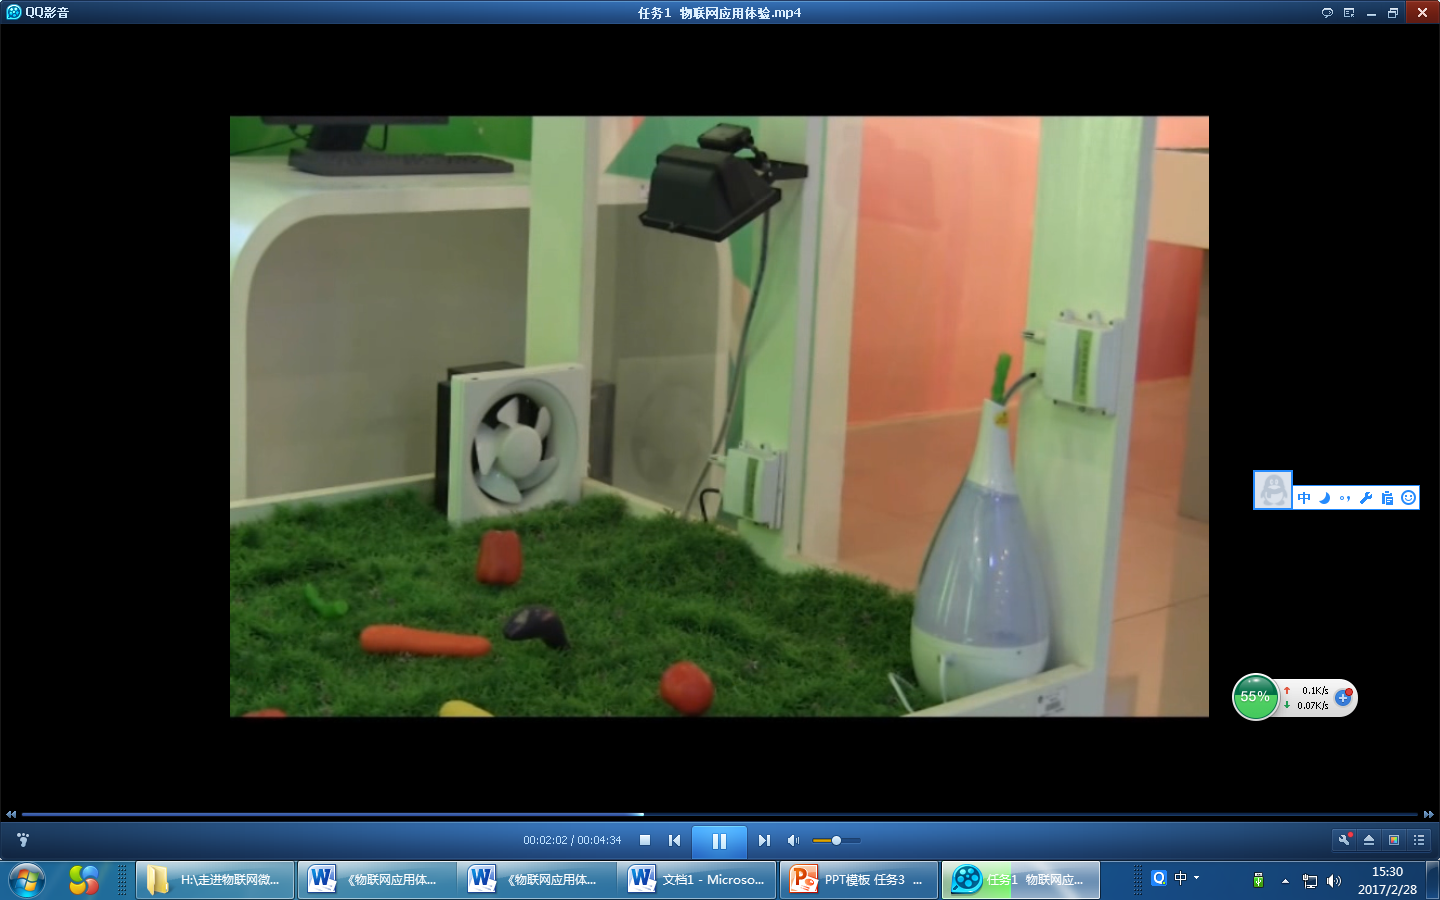 QQ影音
任务1 物联网应用体验.mp4
中
55%
0.1K/s
0.07K/s
00:02:02 / 00:04:34
H:\走进物联网微...
《物联网应用体...
《物联网应用体...
文档1 - Microso...
PPT模板 任务3 ...
任务1 物联网应...
中
15:30
2017/2/28